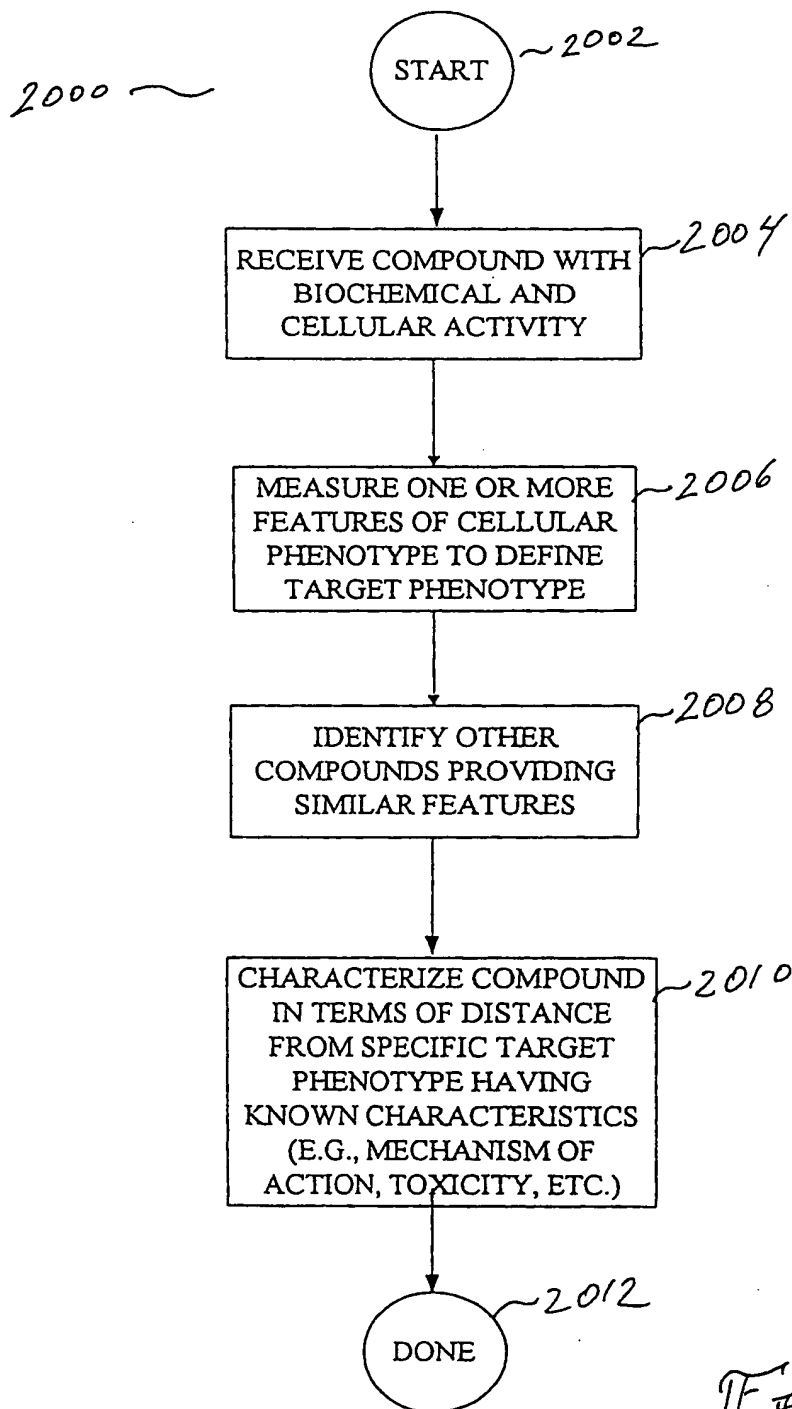 START
2002
2000
RECEIVE COMPOUND WITH
BIOCHEMICAL AND
CELLULAR ACTIVITY
2004
MEASURE ONE OR MORE
FEATURES OF CELLULAR
PHENOTYPE TO DEFINE
TARGET PHENOTYPE
2006
IDENTIFY OTHER
COMPOUNDS PROVIDING
SIMILAR FEATURES
2008
CHARACTERIZE COMPOUND
IN TERMS OF DISTANCE
FROM SPECIFIC TARGET
PHENOTYPE HAVING
KNOWN CHARACTERISTICS
(E.G., MECHANISM OF
ACTION, TOXICITY, ETC.)
2010
DONE
2012